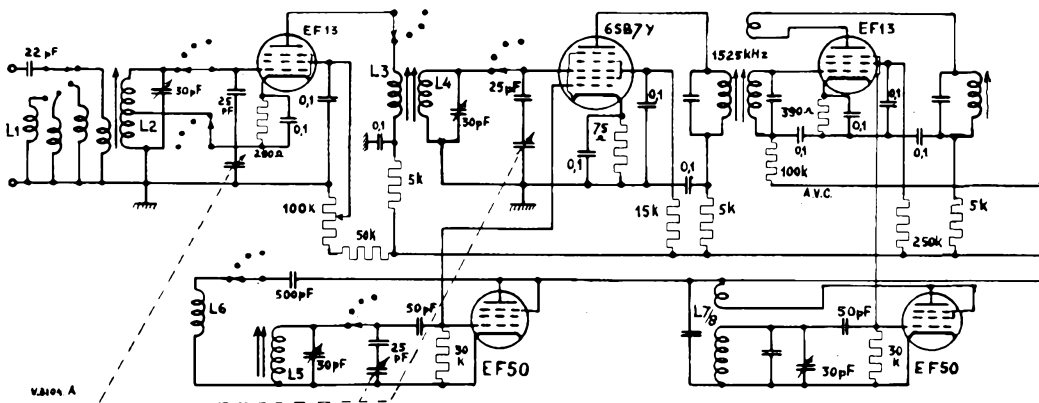 EF13
6SB7Y
EF13
1525kHz
22 pF
L1
L2
30pF
25 pF
0,1
280Ω
0,1
L3
L4
30pF
25pF
0,1
75 Ω
0,1
0,1
0,1
390Ω
0,1
0,1
0,1
0,1
5k
100k
50k
15k
5k
100k
A.V.C.
250k
5k
L6
500pF
50pF
L5
30pF
25 pF
30 k
EF50
L7/8
50pF
30pF
30 k
EF50
V.8104 A